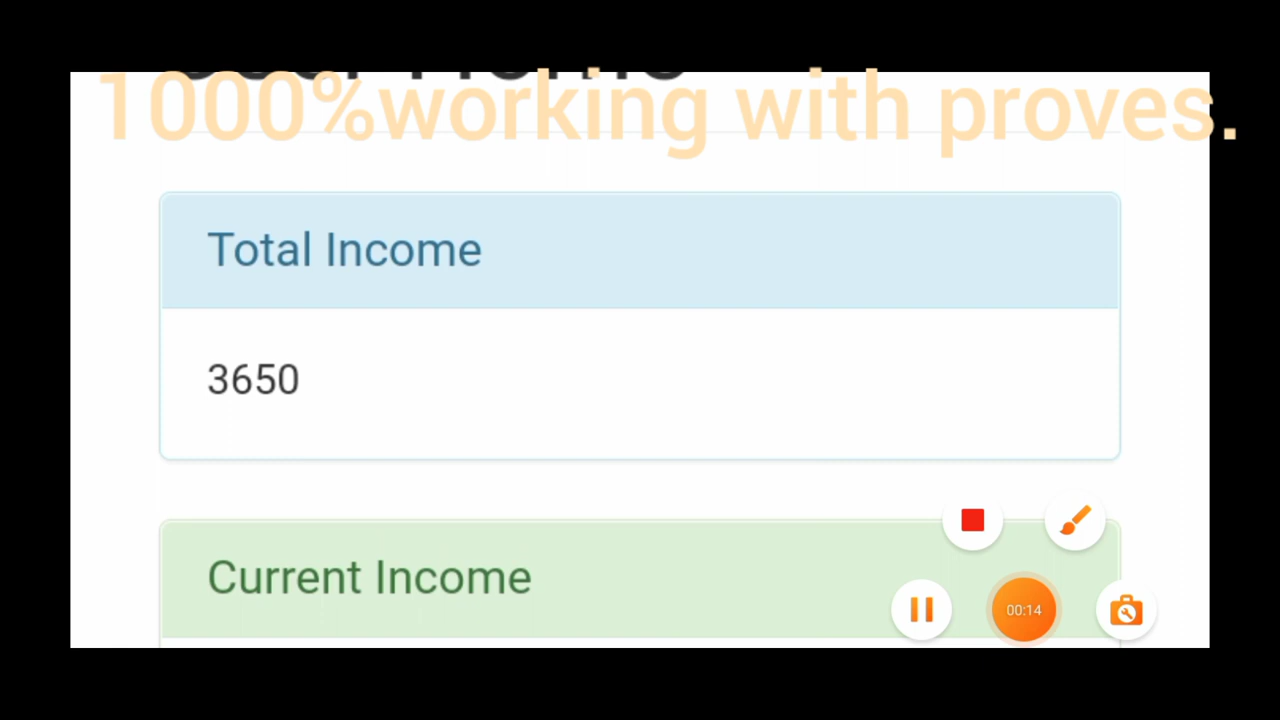 1000%working with proves.
Total Income
3650
Current Income
00:14